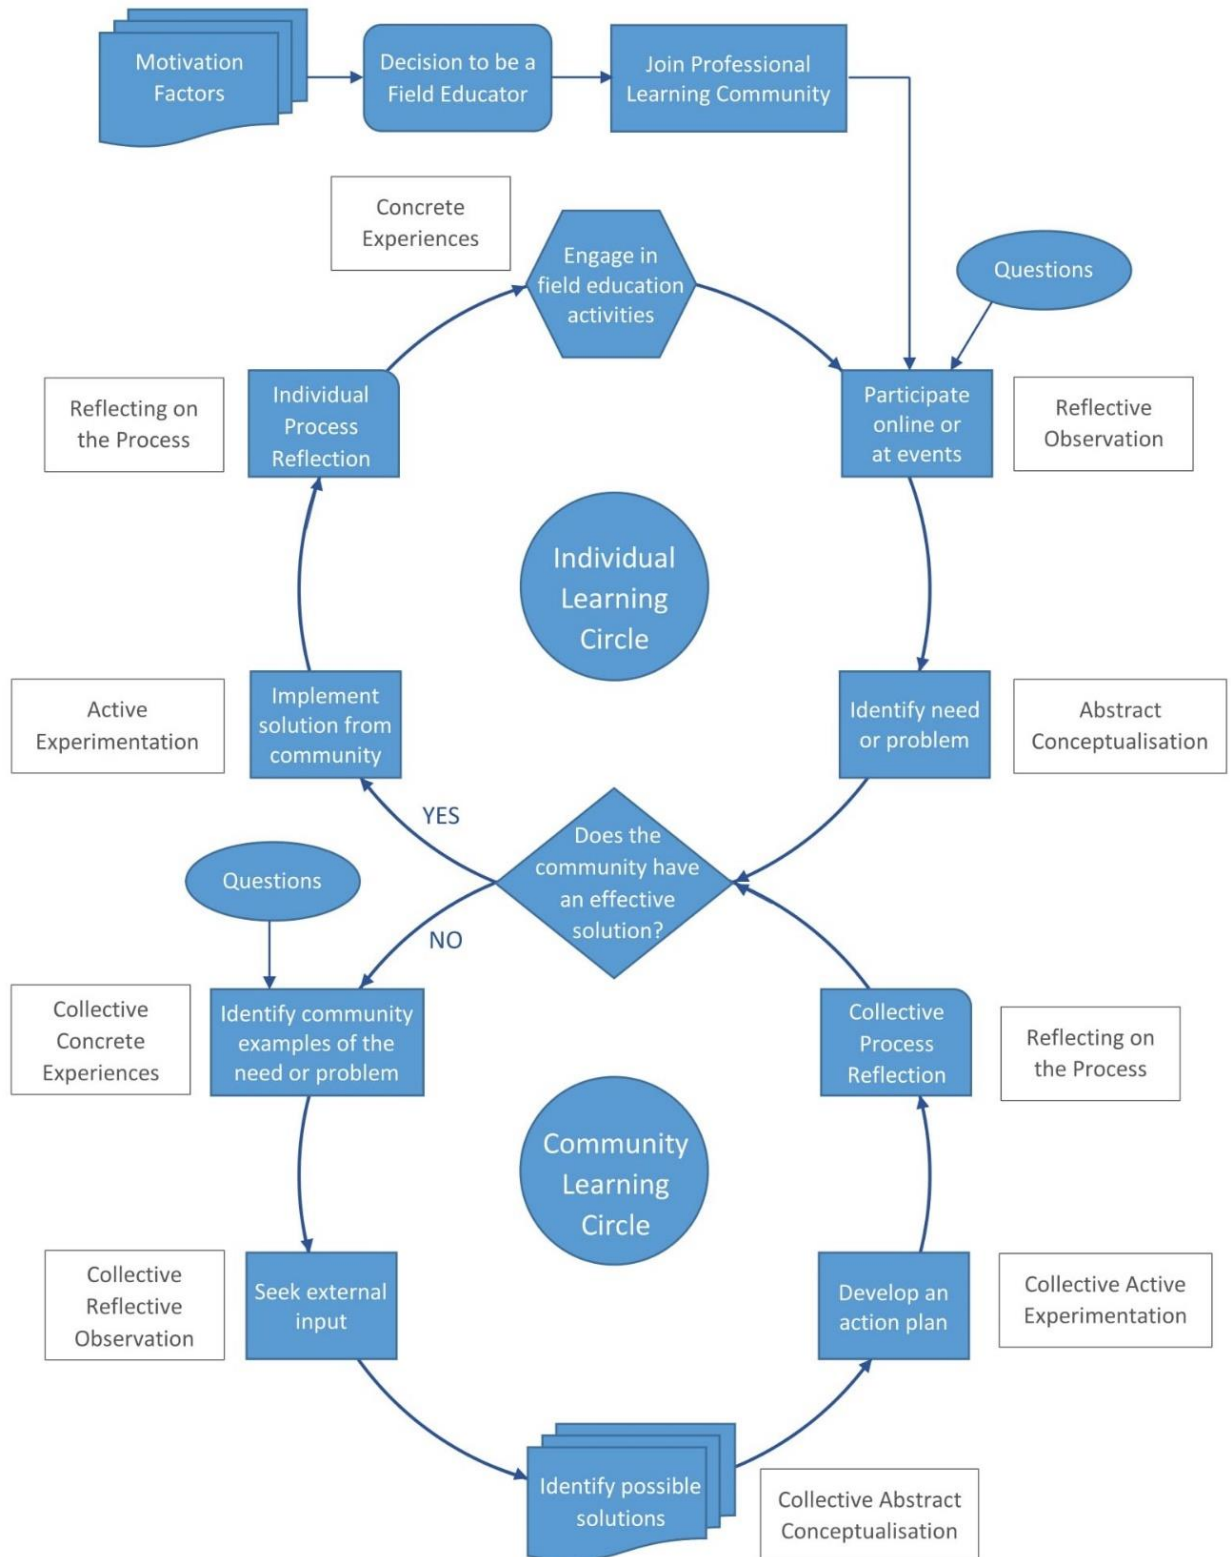 Motivation
Factors
Decision to be a
Field Educator
Join Professional
Learning Community
Concrete
Experiences
Engage in
field education
activities
Questions
Reflecting on
the Process
Individual
Process
Reflection
Participate
online or
at events
Reflective
Observation
Individual
Learning
Circle
Active
Experimentation
Implement
solution from
community
Identify need
or problem
Abstract
Conceptualisation
YES
Does the
community have
an effective
solution?
Questions
NO
Collective
Concrete
Experiences
Identify community
examples of the
need or problem
Collective
Process
Reflection
Reflecting on
the Process
Community
Learning
Circle
Collective
Reflective
Observation
Seek external
input
Develop an
action plan
Collective Active
Experimentation
Identify possible
solutions
Collective Abstract
Conceptualisation